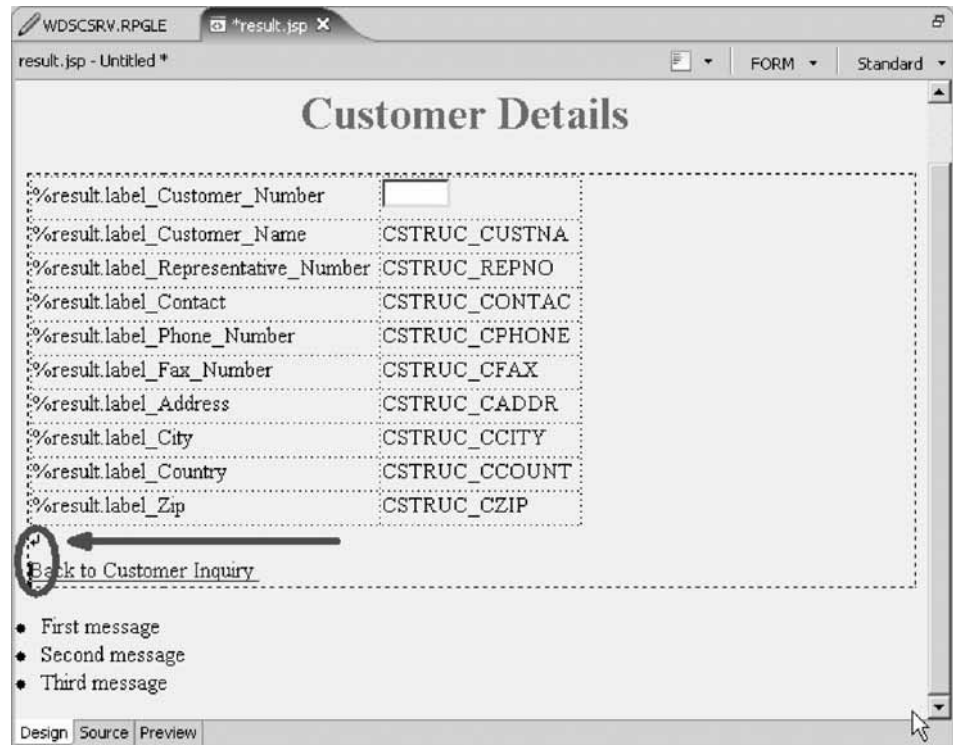 WDSCSRV.RPGLE *result.jsp
result.jsp - Untitled * FORM Standard
Customer Details
%result.label_Customer_Number
%result.label_Customer_Name CSTRUC_CUSTNA
%result.label_Representative_Number CSTRUC_REPNO
%result.label_Contact CSTRUC_CONTAC
%result.label_Phone_Number CSTRUC_CPHONE
%result.label_Fax_Number CSTRUC_CFAX
%result.label_Address CSTRUC_CADDR
%result.label_City CSTRUC_CCITY
%result.label_Country CSTRUC_CCOUNT
%result.label_Zip CSTRUC_CZIP
Back to Customer Inquiry
First message
Second message
Third message
Design Source Preview